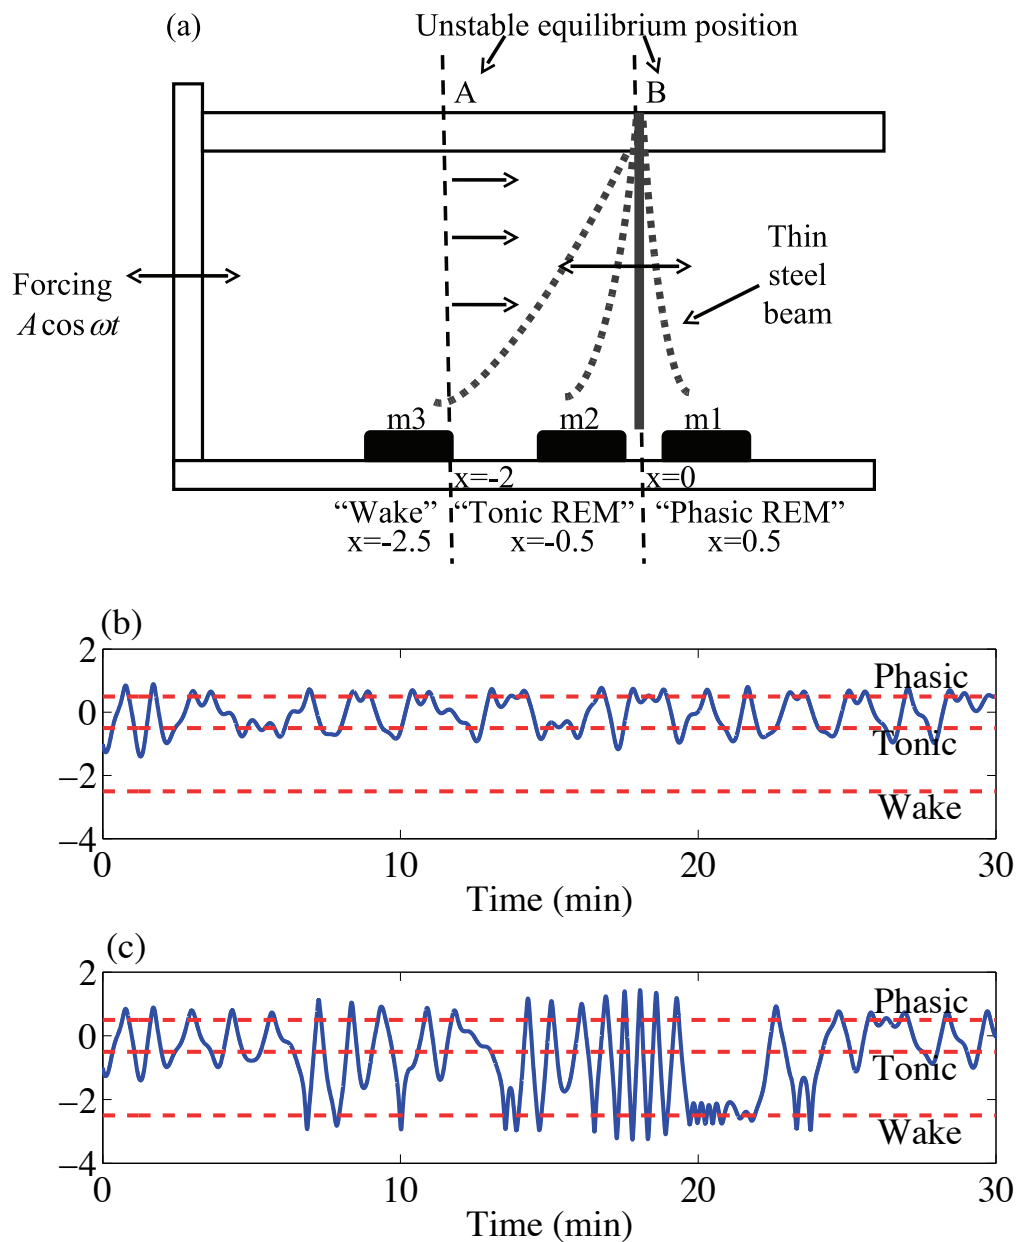 (a)
Unstable equilibrium position
A B
Forcing
A cos ωt
Thin
steel
beam
m3 m2 m1
x=-2 x=0
“Wake” “Tonic REM” “Phasic REM”
x=-2.5 x=-0.5 x=0.5
(b)
2
0
−2
−4
Phasic
Tonic
Wake
0 10 20 30
Time (min)
(c)
2
0
−2
−4
Phasic
Tonic
Wake
0 10 20 30
Time (min)